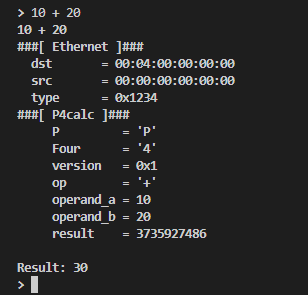 > 10 + 20
10 + 20
###[ Ethernet ]###
  dst       = 00:04:00:00:00:00
  src       = 00:00:00:00:00:00
  type      = 0x1234
###[ P4calc ]###
     P         = 'P'
     Four      = '4'
     version   = 0x1
     op        = '+'
     operand_a = 10
     operand_b = 20
     result    = 3735927486

Result: 30
>